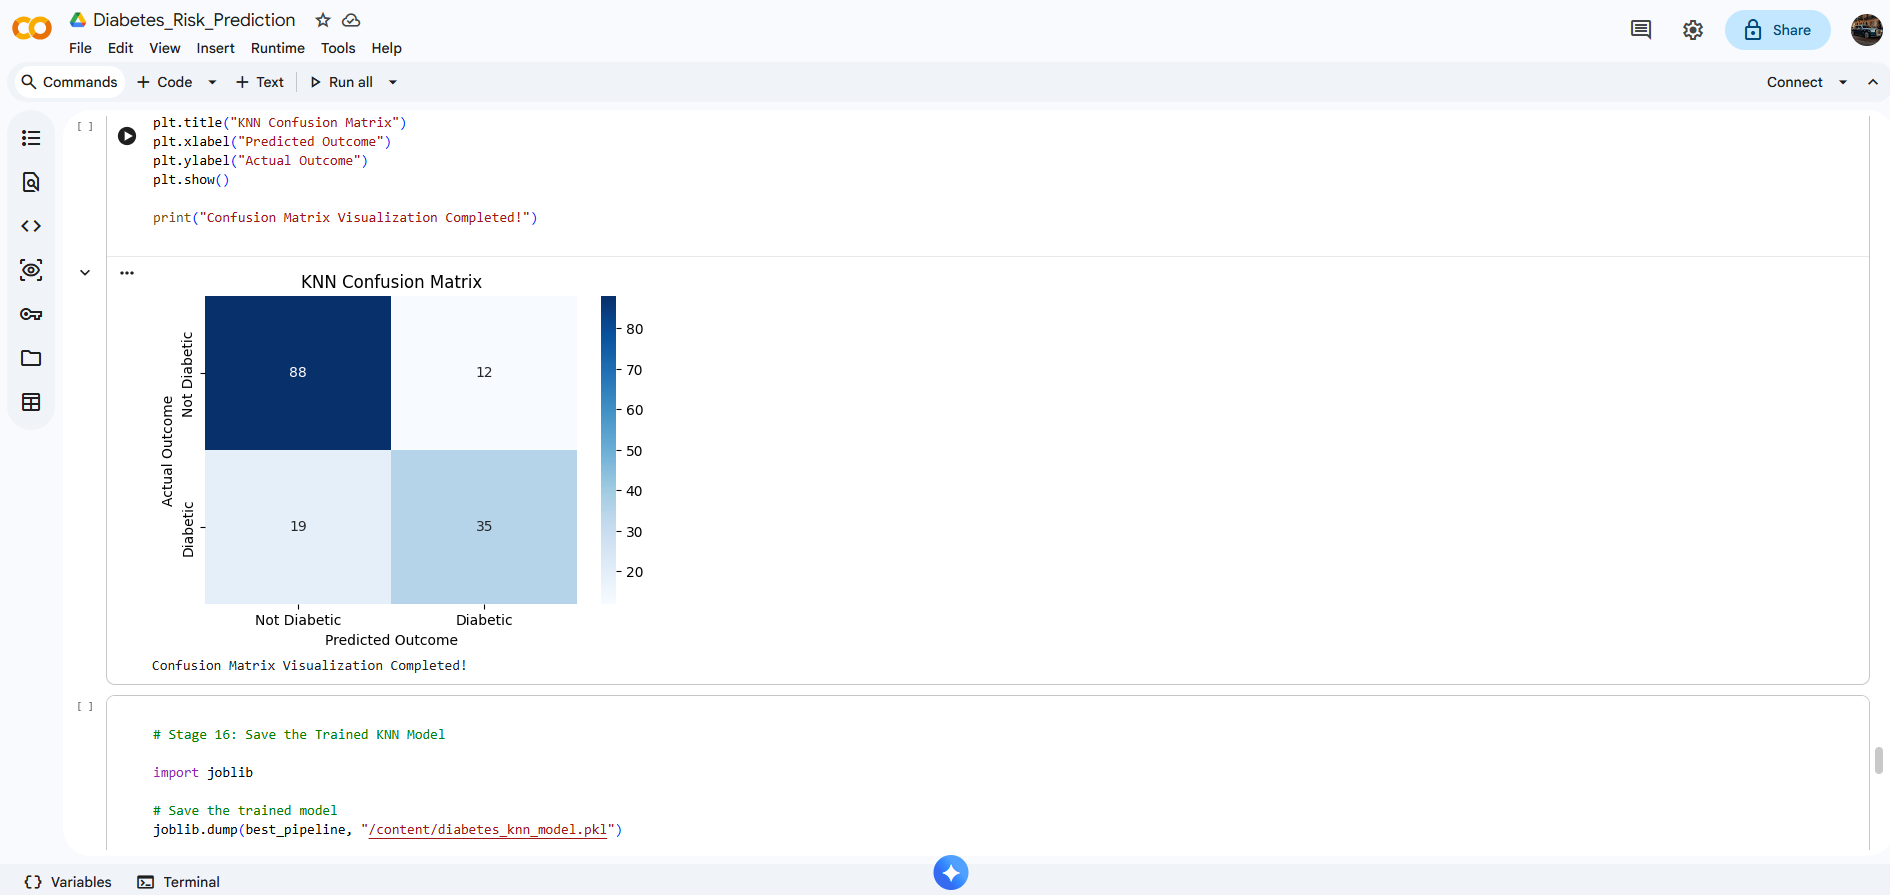 Diabetes_Risk_Prediction
File Edit View Insert Runtime Tools Help
Share
Commands + Code + Text Run all
Connect
[ ]
plt.title("KNN Confusion Matrix")
plt.xlabel("Predicted Outcome")
plt.ylabel("Actual Outcome")
plt.show()
print("Confusion Matrix Visualization Completed!")
KNN Confusion Matrix
Actual Outcome
Not Diabetic
Diabetic
88 12
19 35
Not Diabetic Diabetic
Predicted Outcome
80
70
60
50
40
30
20
Confusion Matrix Visualization Completed!
[ ]
# Stage 16: Save the Trained KNN Model
import joblib
# Save the trained model
joblib.dump(best_pipeline, "/content/diabetes_knn_model.pkl")
{} Variables Terminal